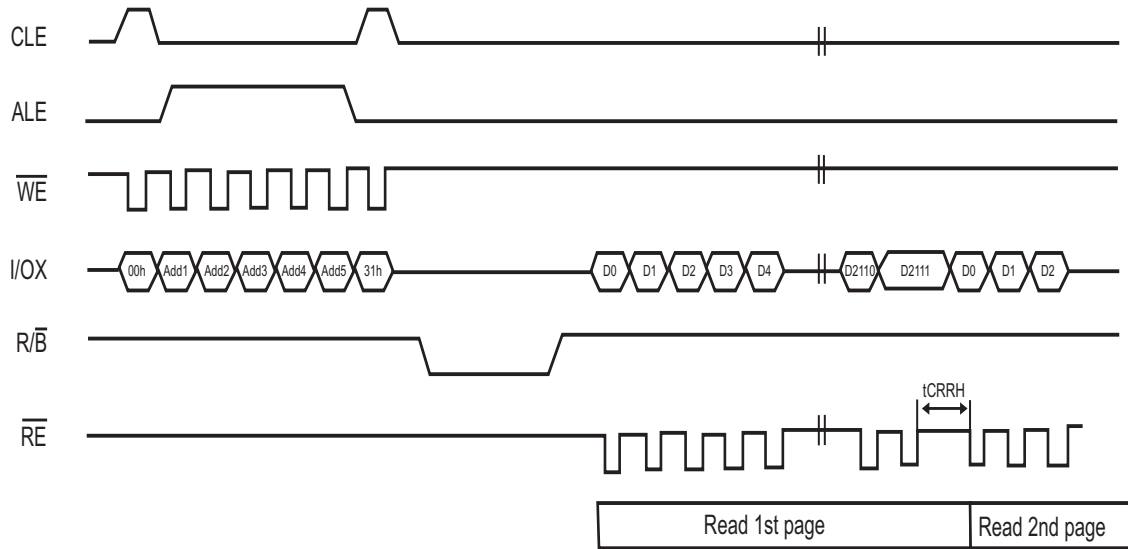 CLE
ALE
WE
I/OX 00h Add1 Add2 Add3 Add4 Add5 31h D0 D1 D2 D3 D4 D2110 D2111 D0 D1 D2
R/B
tCRRH
RE
Read 1st page Read 2nd page